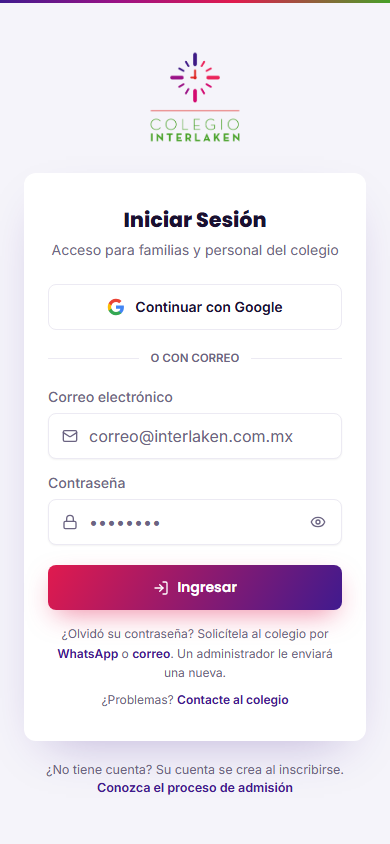 COLEGIO
INTERLAKEN
Iniciar Sesión
Acceso para familias y personal del colegio
Continuar con Google
O CON CORREO
Correo electrónico
correo@interlaken.com.mx
Contraseña
••••••••
Ingresar
¿Olvidó su contraseña? Solicítela al colegio por
WhatsApp o correo. Un administrador le enviará
una nueva.
¿Problemas? Contacte al colegio
¿No tiene cuenta? Su cuenta se crea al inscribirse.
Conozca el proceso de admisión